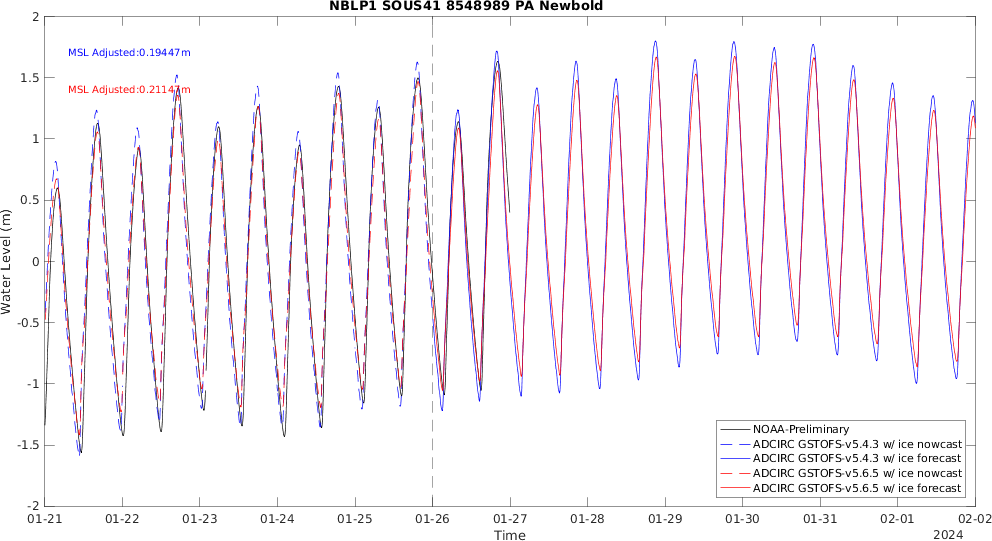 NBLP1 SOUS41 8548989 PA Newbold
2
1.5
1
0.5
0
-0.5
-1
-1.5
-2
Water Level (m)
MSL Adjusted:0.19447m
MSL Adjusted:0.21147m
NOAA-Preliminary
ADCIRC GSTOFS-v5.4.3 w/ ice nowcast
ADCIRC GSTOFS-v5.4.3 w/ ice forecast
ADCIRC GSTOFS-v5.6.5 w/ ice nowcast
ADCIRC GSTOFS-v5.6.5 w/ ice forecast
01-21 01-22 01-23 01-24 01-25 01-26 01-27 01-28 01-29 01-30 01-31 02-01 02-02
Time
2024